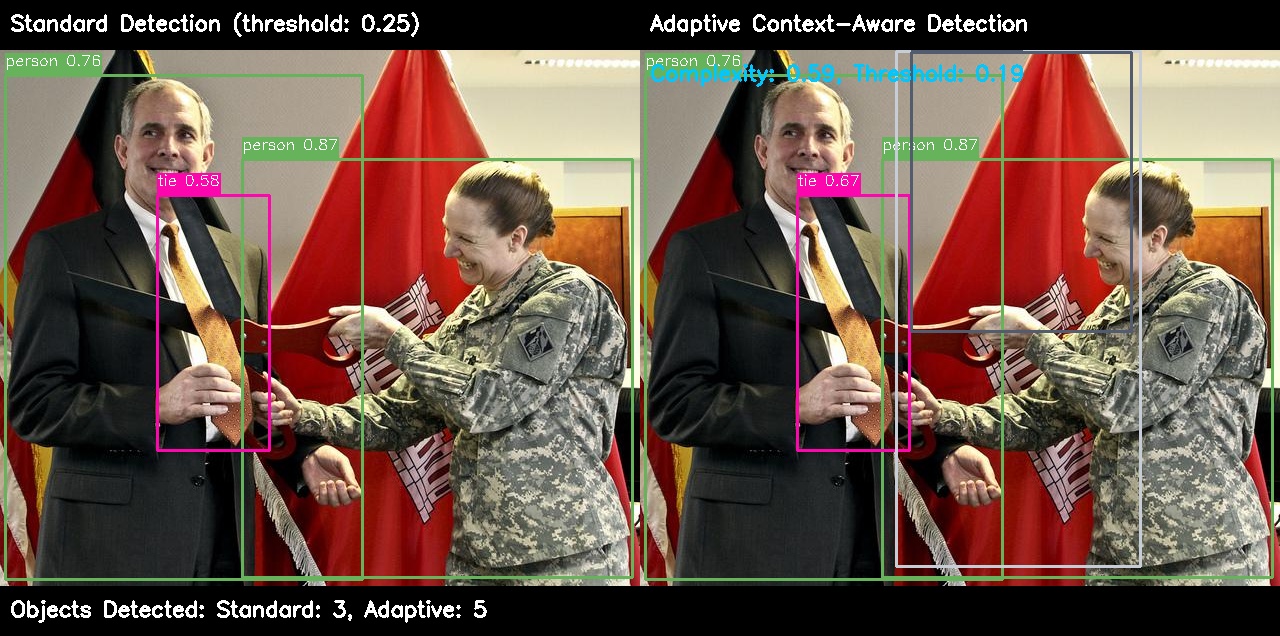 Standard Detection (threshold: 0.25)
Adaptive Context-Aware Detection
person 0.76
person 0.76
Complexity: 0.59, Threshold: 0.19
person 0.87
person 0.87
tie 0.58
tie 0.67
Objects Detected: Standard: 3, Adaptive: 5